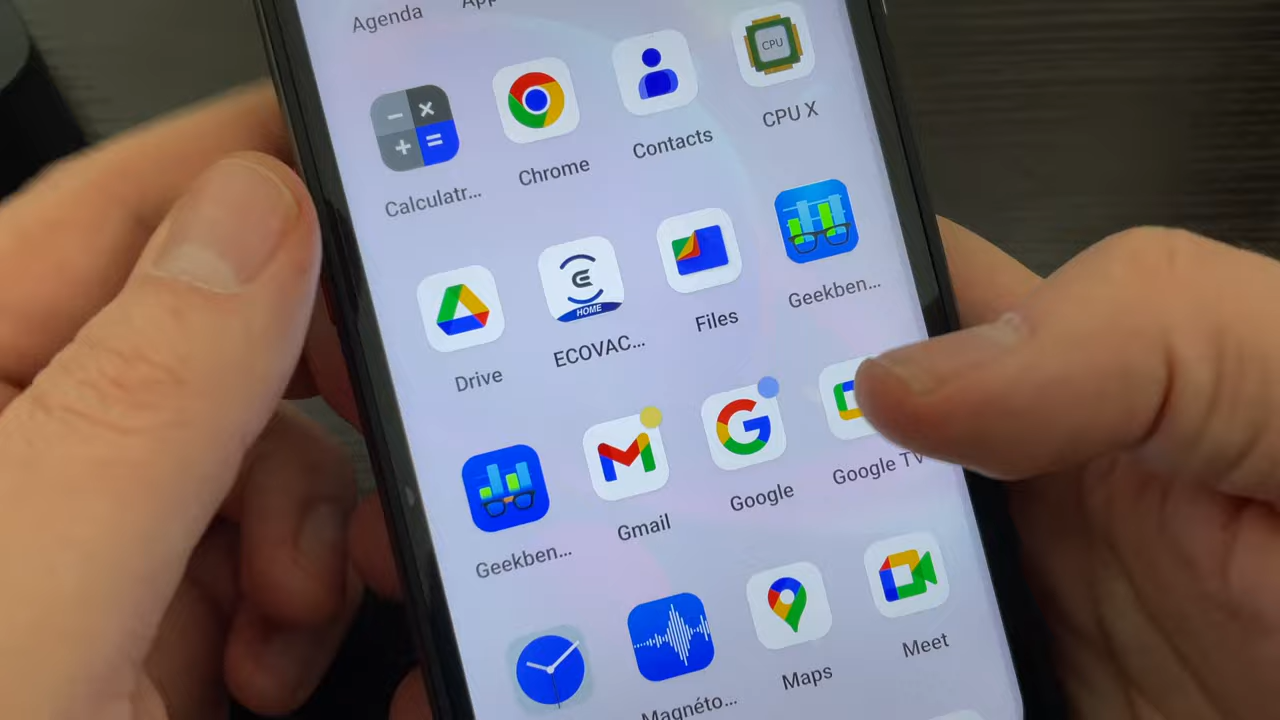 Agenda
App
Calculatr...
Chrome
Contacts
CPU
CPU X
Drive
HOME
ECOVAC...
Files
Geekben...
Geekben...
Gmail
Google
Google TV
Magnéto...
Maps
Meet